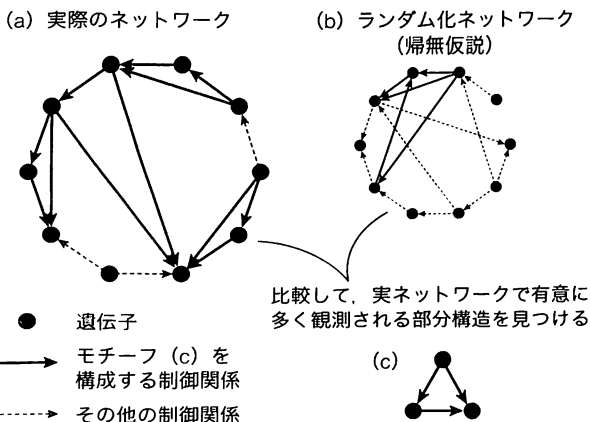 (a) 実際のネットワーク
(b) ランダム化ネットワーク
(帰無仮説)
比較して，実ネットワークで有意に
多く観測される部分構造を見つける
遺伝子
モチーフ (c) を
構成する制御関係
その他の制御関係
(c)